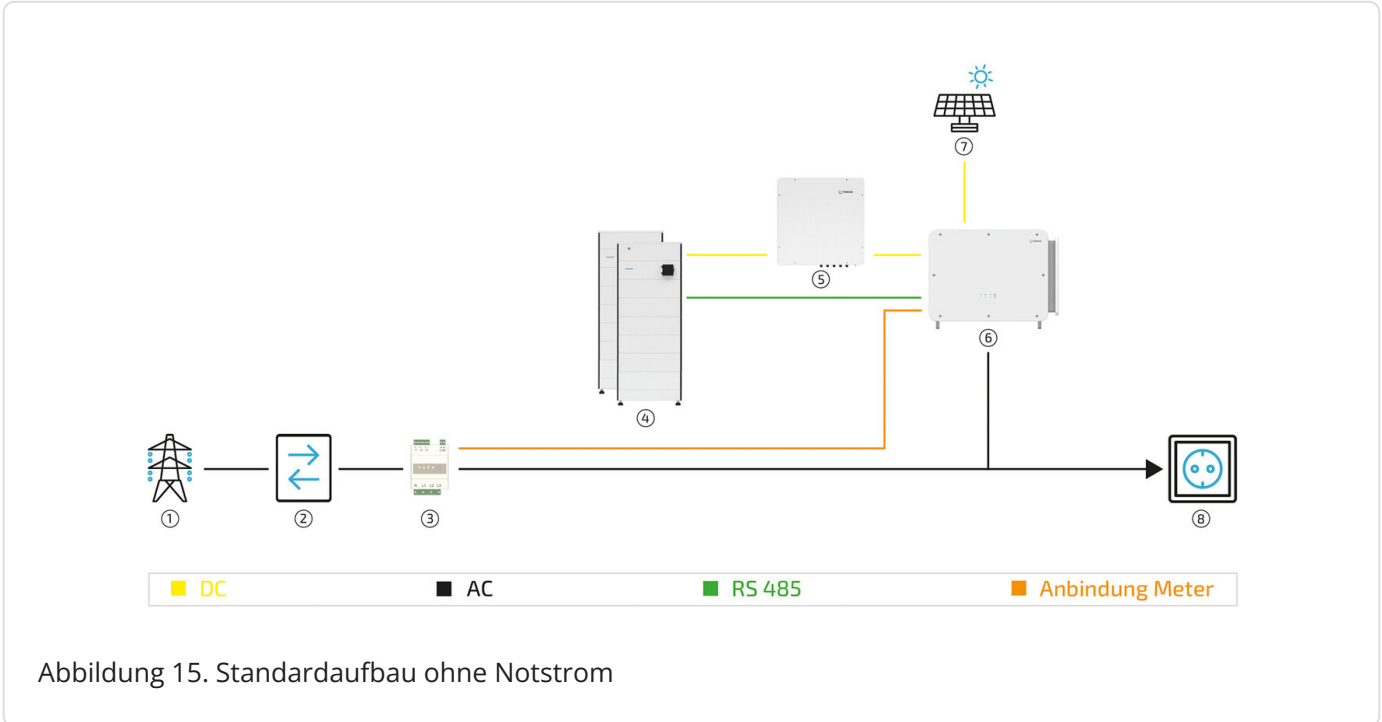 ⑦
⑤
⑥
④
① ② ③ ⑧
DC AC RS 485 Anbindung Meter
Abbildung 15. Standardaufbau ohne Notstrom